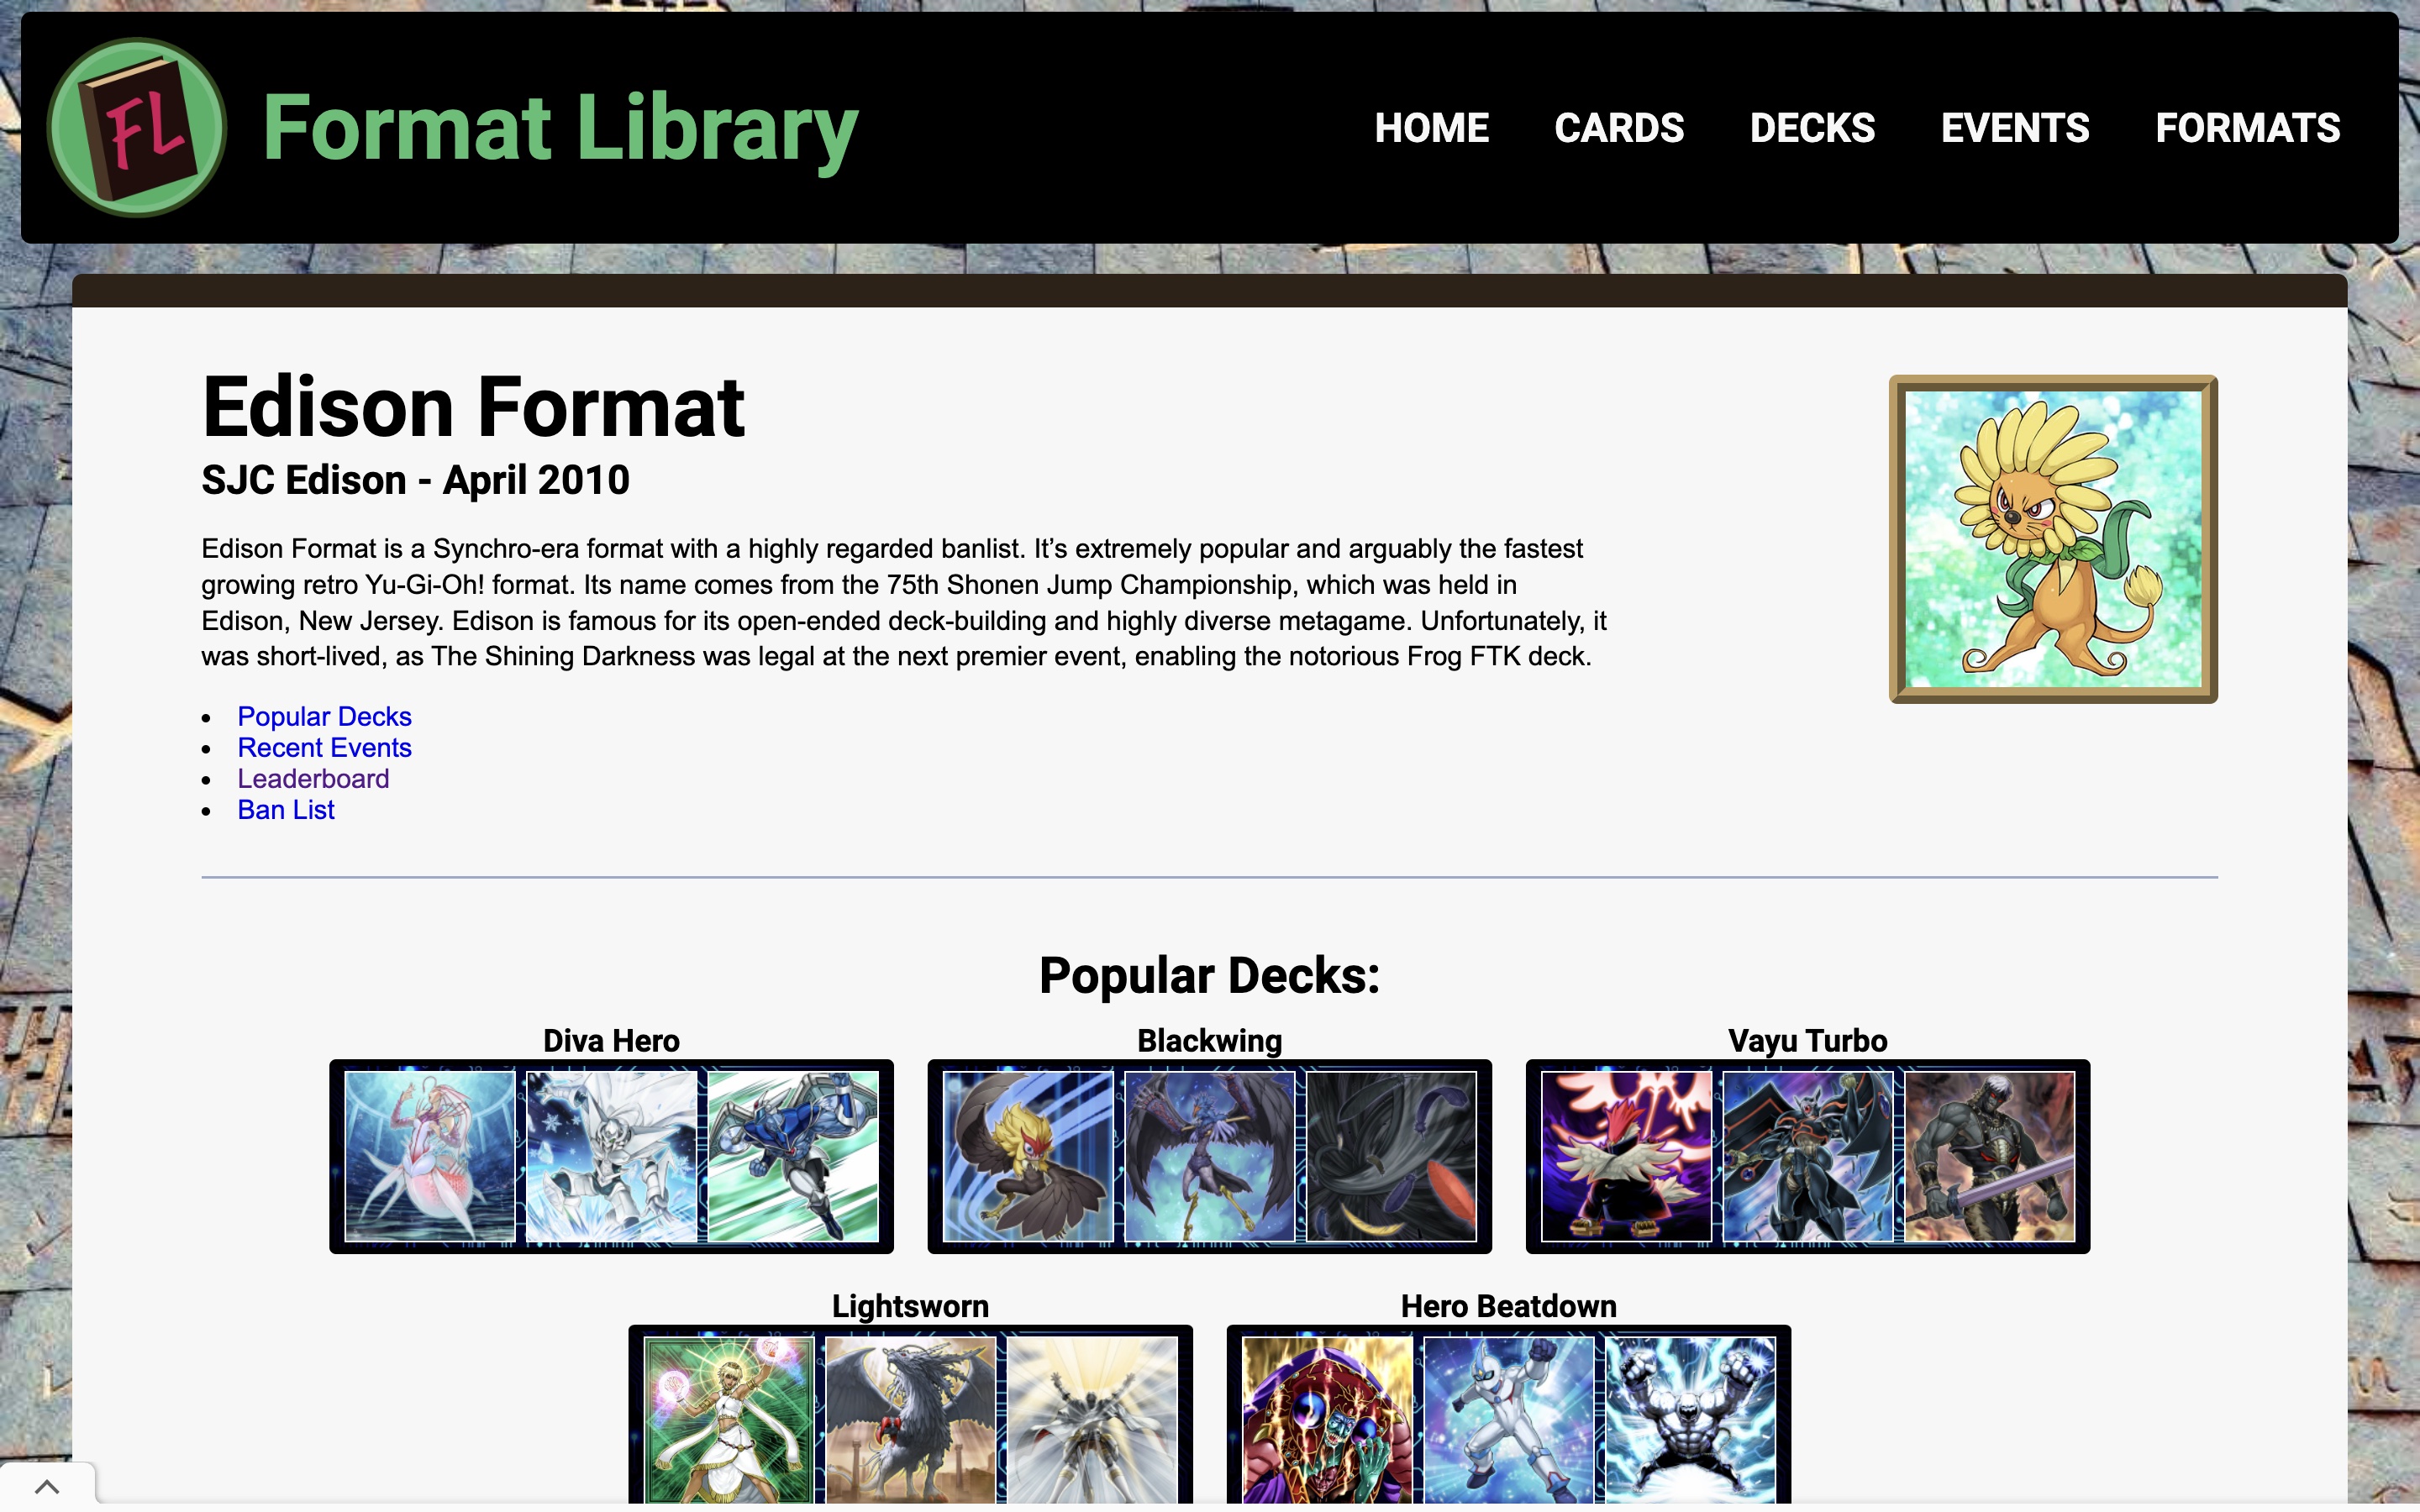 FL
Format Library
HOME
CARDS
DECKS
EVENTS
FORMATS
Edison Format
SJC Edison - April 2010
Edison Format is a Synchro-era format with a highly regarded banlist. It’s extremely popular and arguably the fastest
growing retro Yu-Gi-Oh! format. Its name comes from the 75th Shonen Jump Championship, which was held in
Edison, New Jersey. Edison is famous for its open-ended deck-building and highly diverse metagame. Unfortunately, it
was short-lived, as The Shining Darkness was legal at the next premier event, enabling the notorious Frog FTK deck.
Popular Decks
Recent Events
Leaderboard
Ban List
Popular Decks:
Diva Hero
Blackwing
Vayu Turbo
Lightsworn
Hero Beatdown